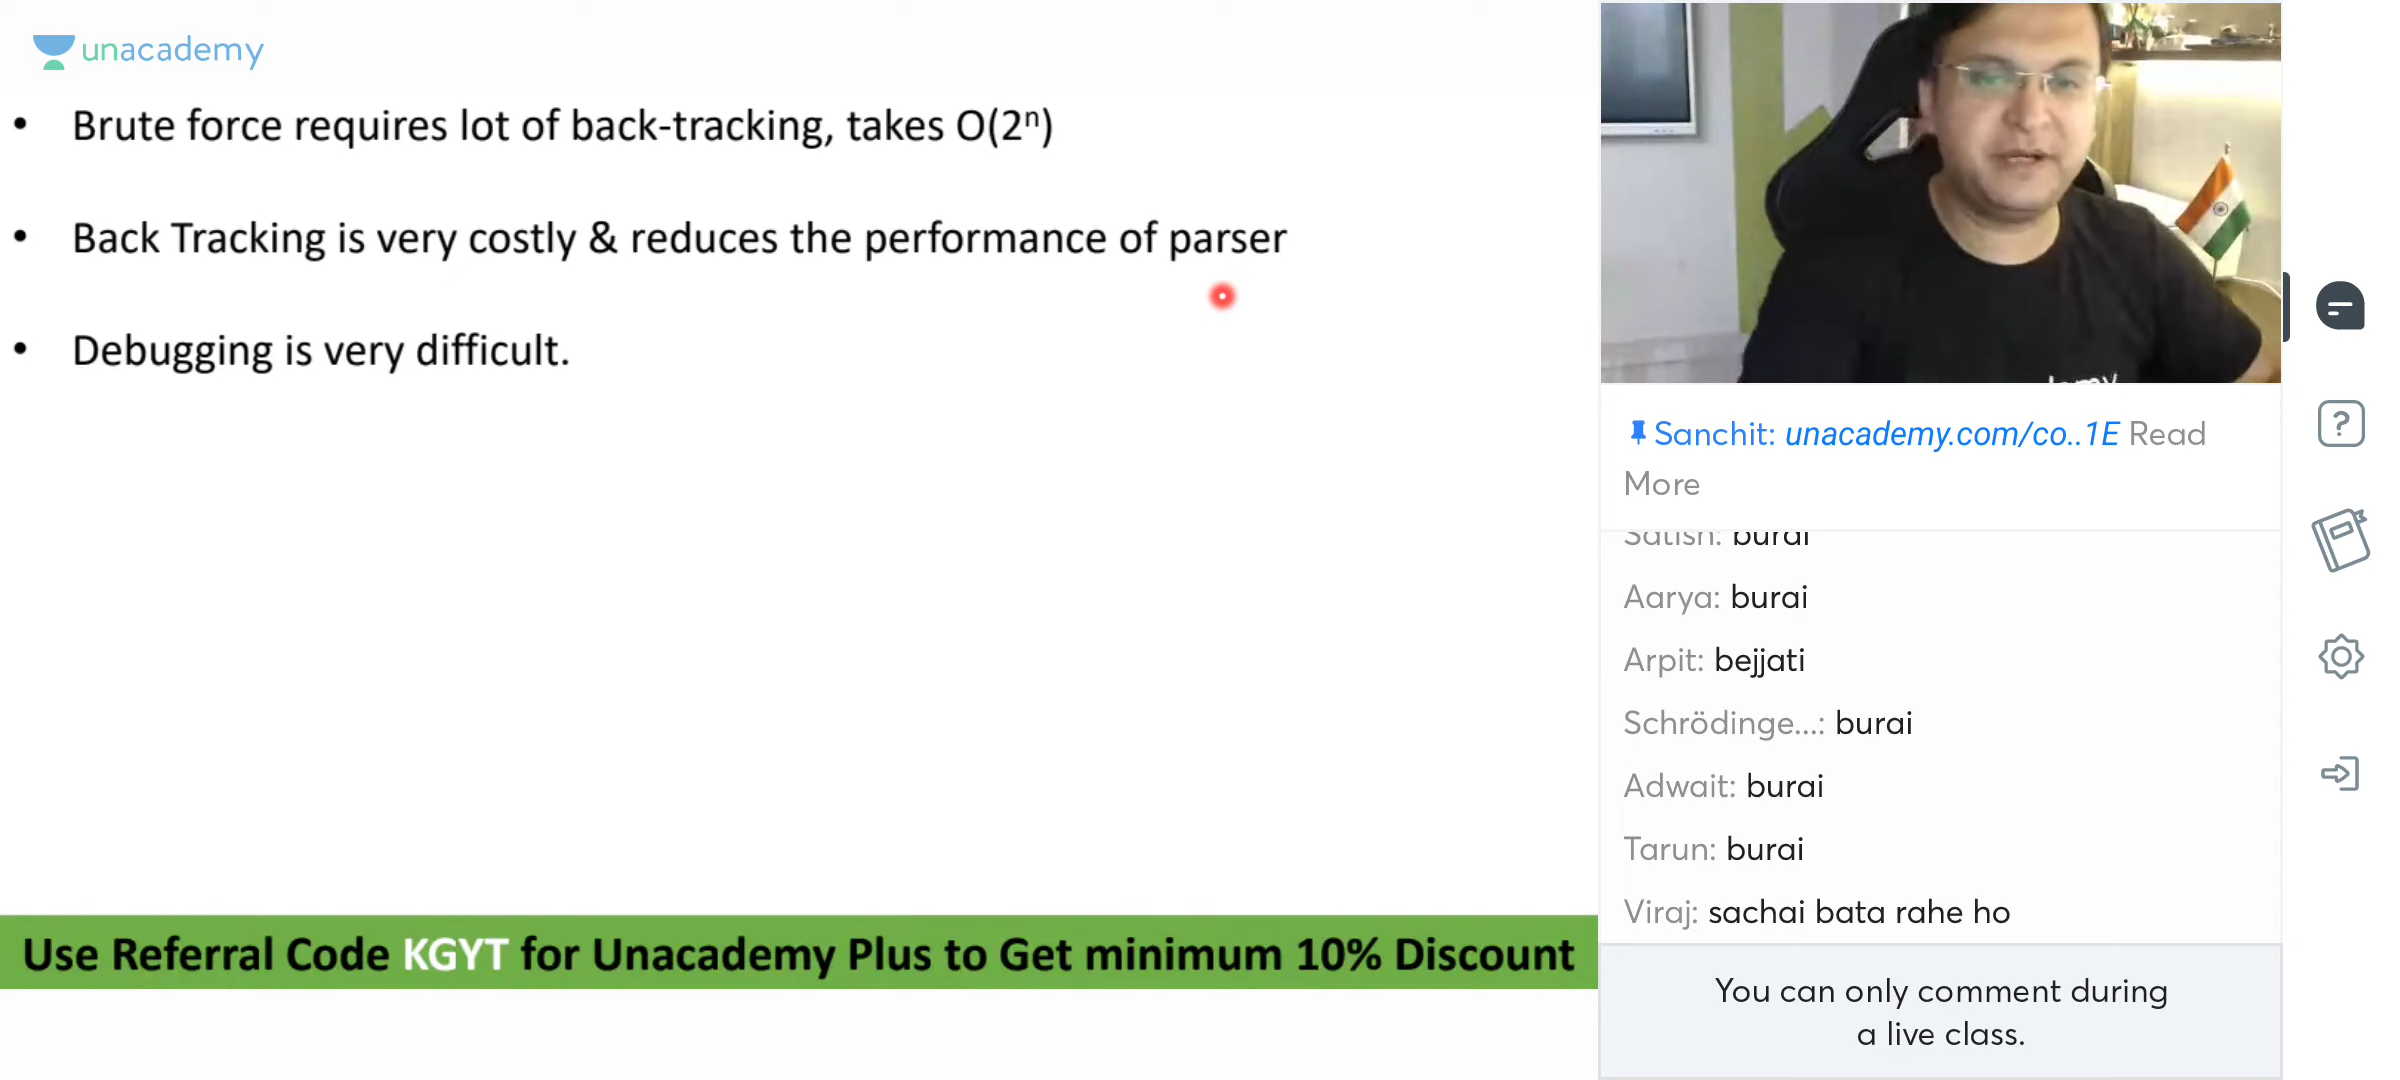 unacademy
• Brute force requires lot of back-tracking, takes O(2ⁿ)
• Back Tracking is very costly & reduces the performance of parser
• Debugging is very difficult.
Use Referral Code KGYT for Unacademy Plus to Get minimum 10% Discount
Sanchit: unacademy.com/co..1E Read
More
Satish: burai
Aarya: burai
Arpit: bejjati
Schrödinge...: burai
Adwait: burai
Tarun: burai
Viraj: sachai bata rahe ho
You can only comment during
a live class.